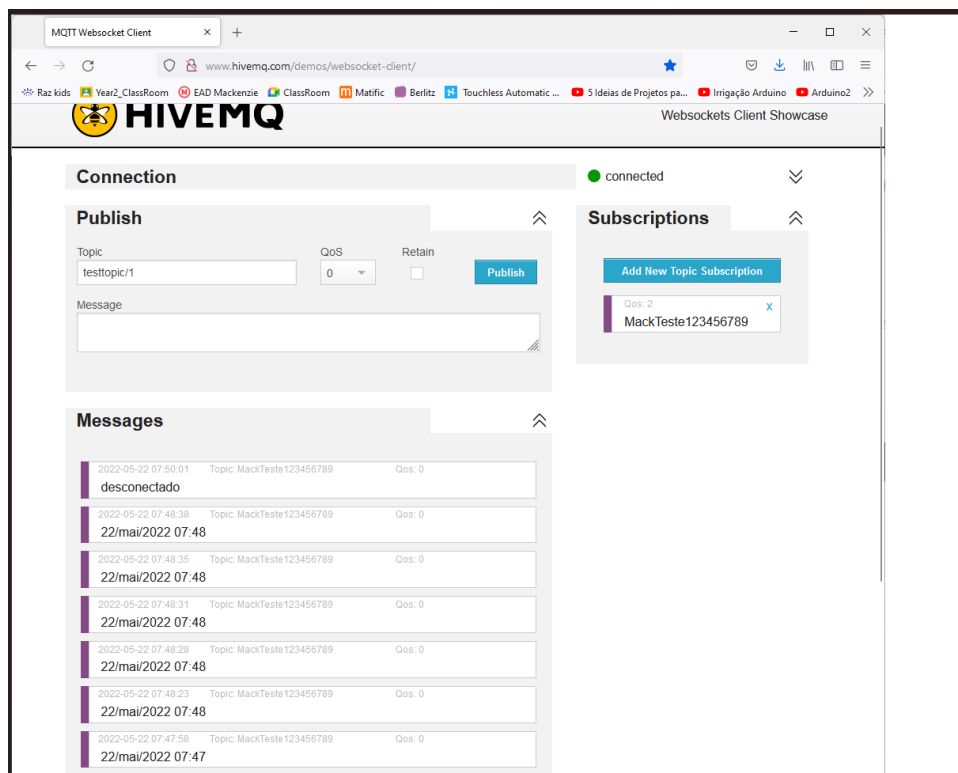 MQTT Websocket Client
www.hivemq.com/demos/websocket-client/
Raz kids Year2_ClassRoom EAD Mackenzie ClassRoom Matific Berlitz Touchless Automatic ... 5 Ideias de Projetos pa... Irrigação Arduino Arduino2
HIVEMQ
Websockets Client Showcase
Connection
connected
Publish
Topic QoS Retain
testtopic/1 0 Publish
Message
Subscriptions
Add New Topic Subscription
Qos: 2 x
MackTeste123456789
Messages
2022-05-22 07:50:01 Topic: MackTeste123456789 Qos: 0
desconectado
2022-05-22 07:48:38 Topic: MackTeste123456789 Qos: 0
22/mai/2022 07:48
2022-05-22 07:48:35 Topic: MackTeste123456789 Qos: 0
22/mai/2022 07:48
2022-05-22 07:48:31 Topic: MackTeste123456789 Qos: 0
22/mai/2022 07:48
2022-05-22 07:48:28 Topic: MackTeste123456789 Qos: 0
22/mai/2022 07:48
2022-05-22 07:48:23 Topic: MackTeste123456789 Qos: 0
22/mai/2022 07:48
2022-05-22 07:47:58 Topic: MackTeste123456789 Qos: 0
22/mai/2022 07:47